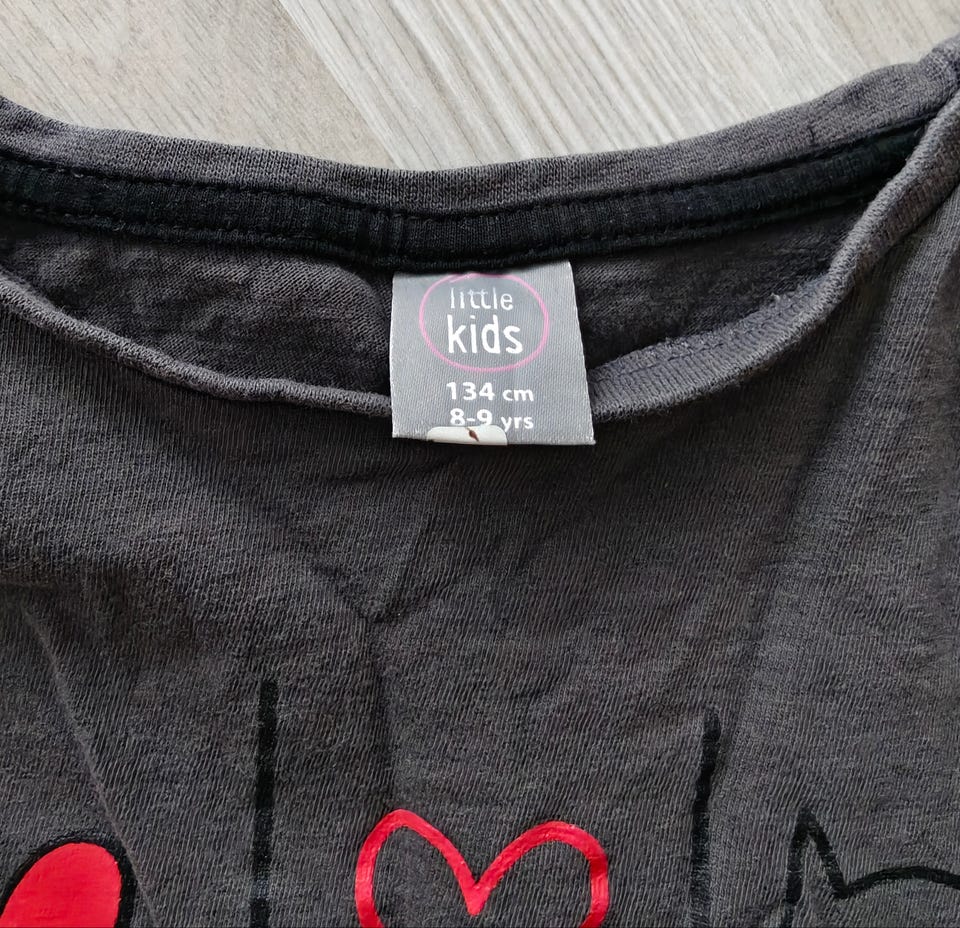 little
kids
134 cm
8-9 yrs